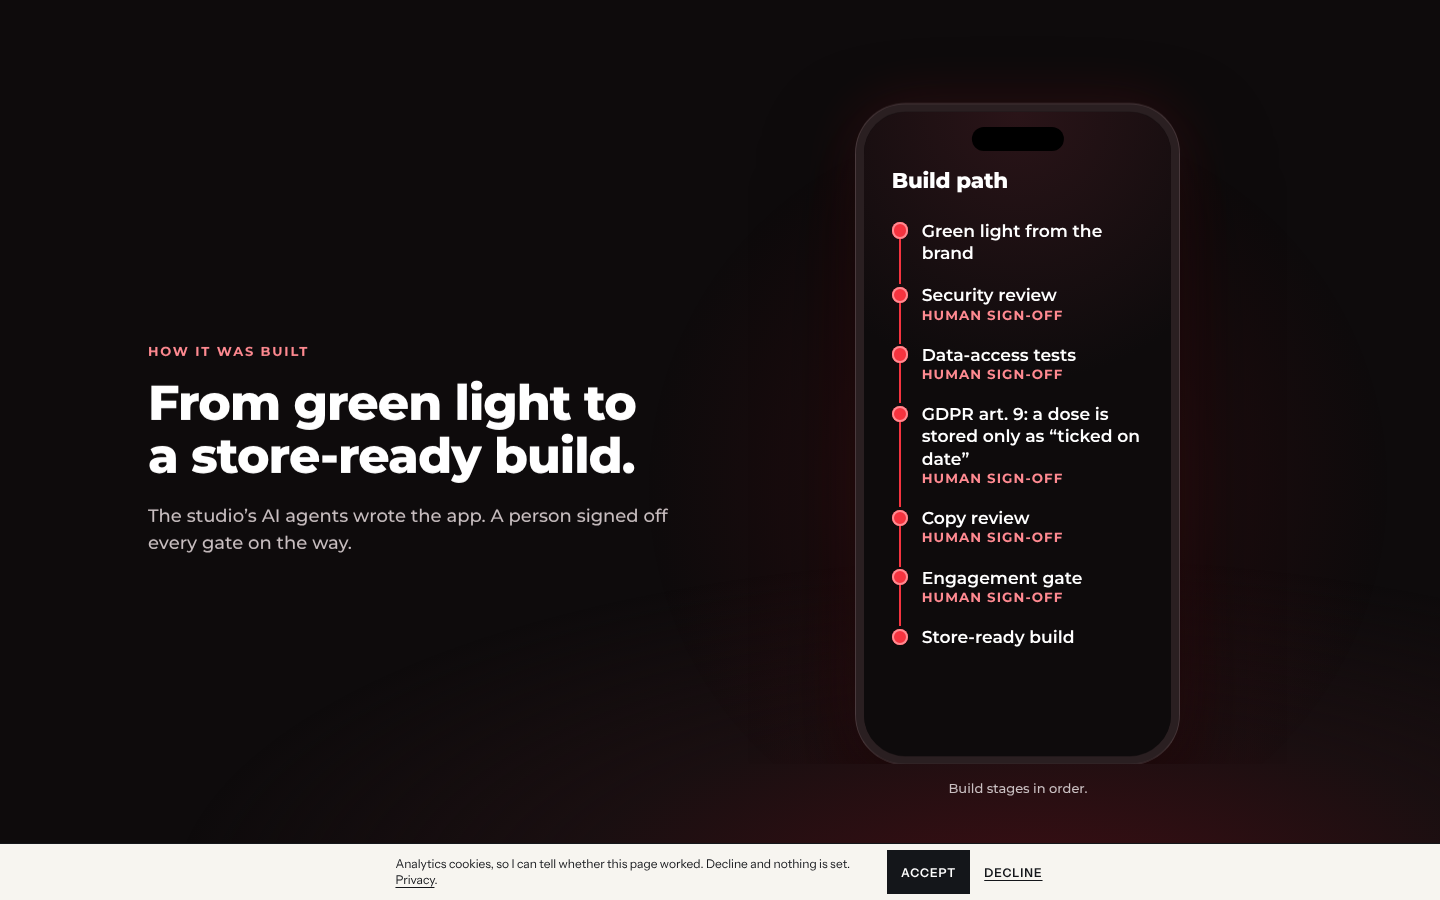 HOW IT WAS BUILT
From green light to
a store-ready build.
The studio’s AI agents wrote the app. A person signed off
every gate on the way.
Build path
Green light from the
brand
Security review
HUMAN SIGN-OFF
Data-access tests
HUMAN SIGN-OFF
GDPR art. 9: a dose is
stored only as “ticked on
date”
HUMAN SIGN-OFF
Copy review
HUMAN SIGN-OFF
Engagement gate
HUMAN SIGN-OFF
Store-ready build
Build stages in order.
Analytics cookies, so I can tell whether this page worked. Decline and nothing is set.
Privacy.
ACCEPT
DECLINE